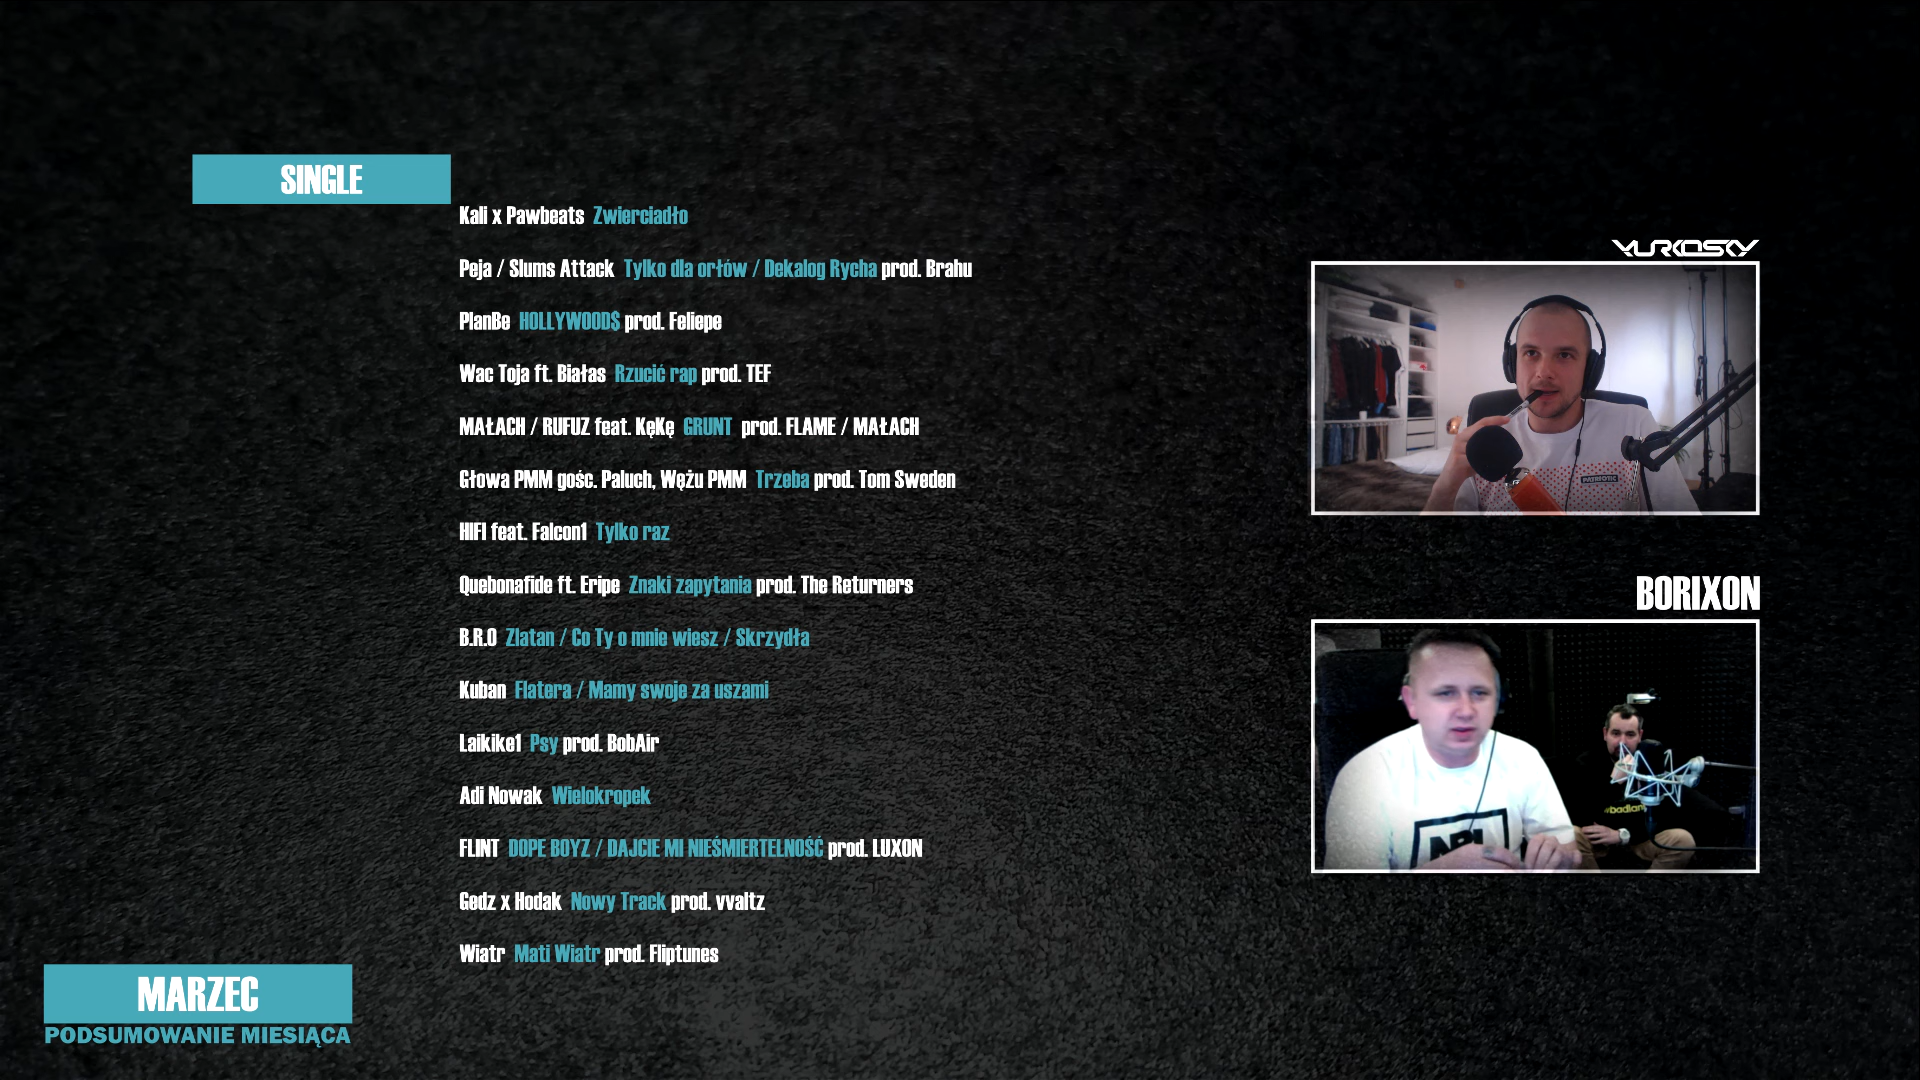 SINGLE
Kali x Pawbeats Zwierciadło
Peja / Slums Attack Tylko dla orłów / Dekalog Rycha prod. Brahu
PlanBe HOLLYWOOD$ prod. Feliepe
Wac Toja ft. Białas Rzucić rap prod. TEF
MAŁACH / RUFUZ feat. KęKę GRUNT prod. FLAME / MAŁACH
Głowa PMM gośc. Paluch, Wężu PMM Trzeba prod. Tom Sweden
HIFI feat. Falcon1 Tylko raz
Quebonafide ft. Eripe Znaki zapytania prod. The Returners
B.R.O Zlatan / Co Ty o mnie wiesz / Skrzydła
Kuban Flatera / Mamy swoje za uszami
Laikike1 Psy prod. BobAir
Adi Nowak Wielokropek
FLINT DOPE BOYZ / DAJCIE MI NIEŚMIERTELNOŚĆ prod. LUXON
Gedz x Hodak Nowy Track prod. vvaltz
Wiatr Mati Wiatr prod. Fliptunes
YURKOSKY
PATRIOTIC
BORIXON
#badlan
MARZEC
PODSUMOWANIE MIESIĄCA